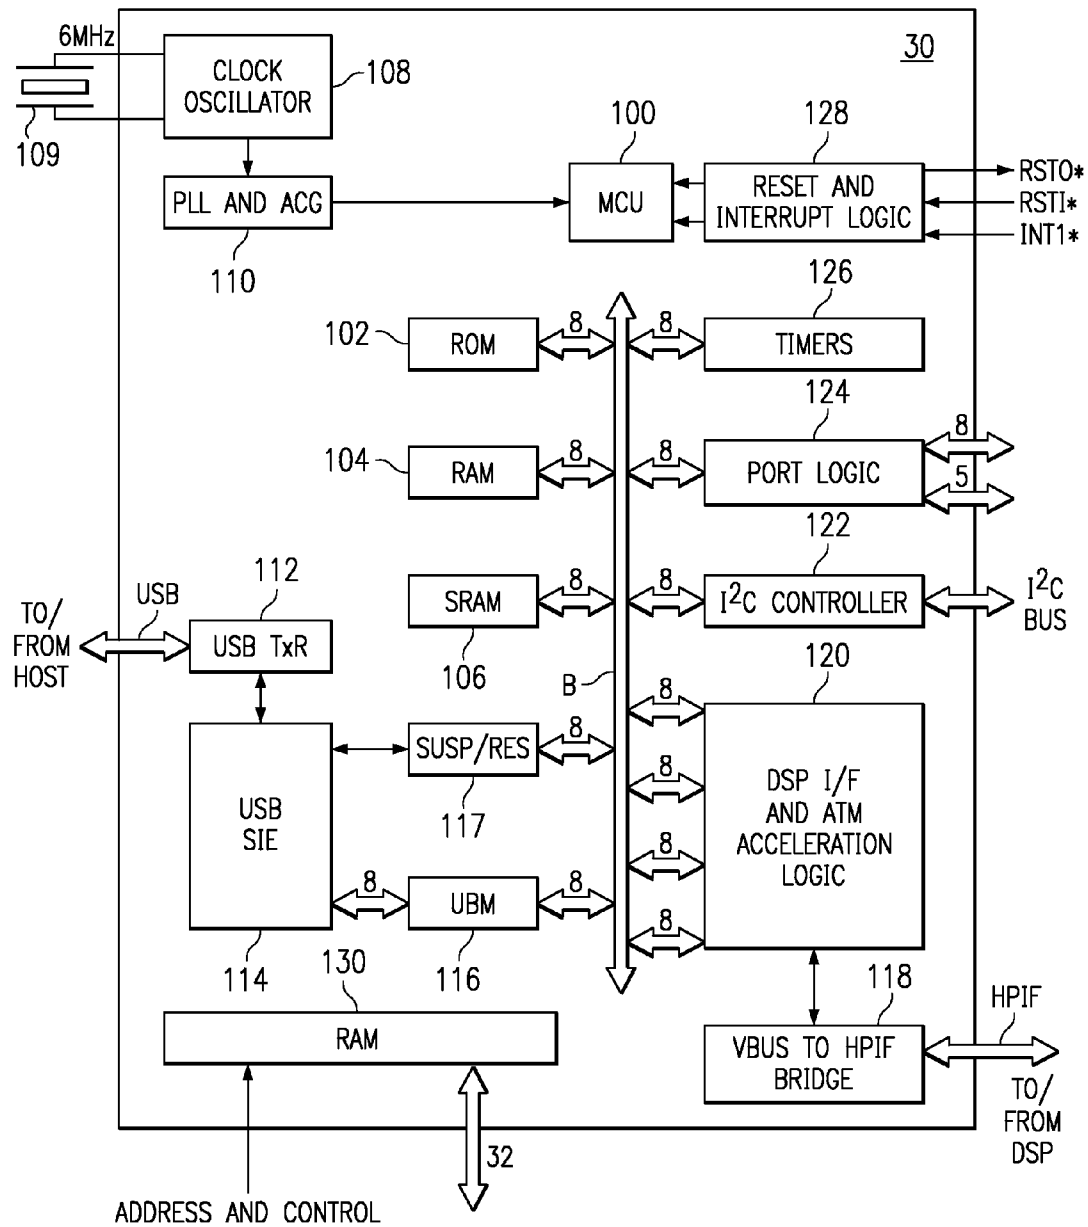 6MHz
30
CLOCK
OSCILLATOR
108
109
100
128
PLL AND ACG
110
MCU
RESET AND
INTERRUPT LOGIC
RSTO*
RSTI*
INT1*
126
102
ROM
8
8
TIMERS
124
104
RAM
8
8
PORT LOGIC
8
5
122
SRAM
106
8
8
I²C CONTROLLER
I²C
BUS
112
USB
TO/
FROM
HOST
USB TxR
B
120
8
8
8
8
DSP I/F
AND ATM
ACCELERATION
LOGIC
SUSP/RES
117
8
USB
SIE
114
8
UBM
116
8
130
RAM
118
VBUS TO HPIF
BRIDGE
HPIF
TO/
FROM
DSP
32
ADDRESS AND CONTROL